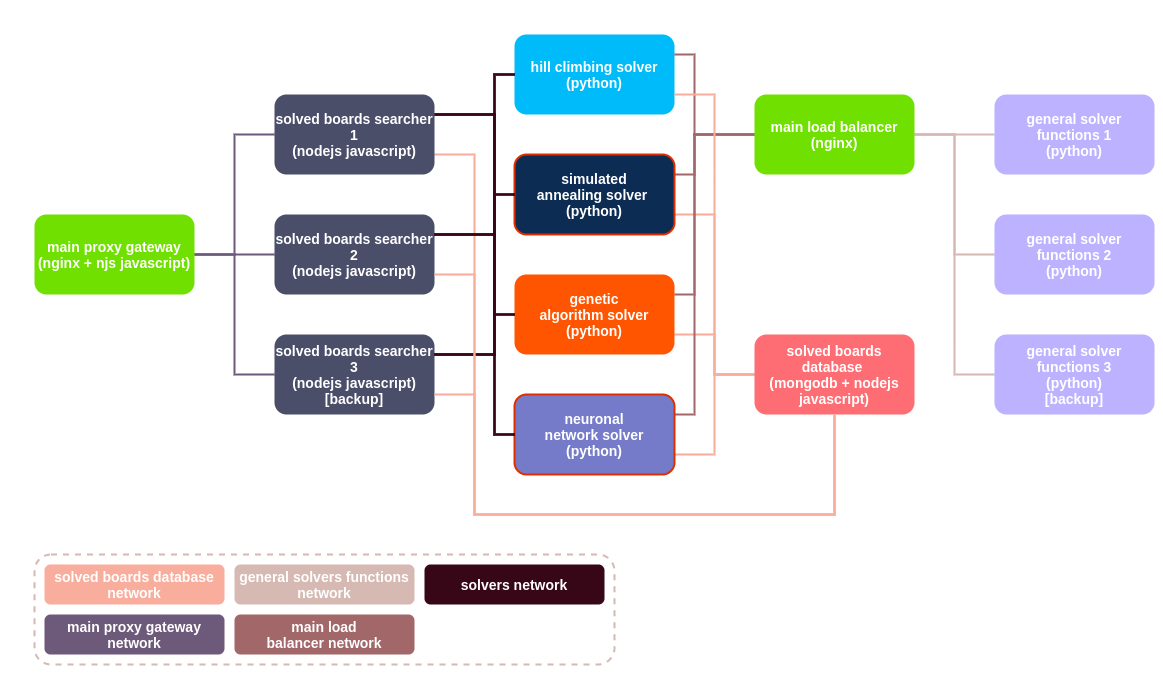 main proxy gateway
(nginx + njs javascript)
solved boards searcher
1
(nodejs javascript)
solved boards searcher
2
(nodejs javascript)
solved boards searcher
3
(nodejs javascript)
[backup]
hill climbing solver
(python)
simulated
annealing solver
(python)
genetic
algorithm solver
(python)
neuronal
network solver
(python)
main load balancer
(nginx)
solved boards
database
(mongodb + nodejs
javascript)
general solver
functions 1
(python)
general solver
functions 2
(python)
general solver
functions 3
(python)
[backup]
solved boards database
network
general solvers functions
network
solvers network
main proxy gateway
network
main load
balancer network